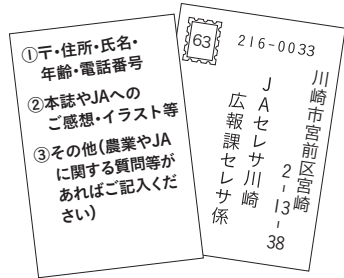 ①〒・住所・氏名・
年齢・電話番号
②本誌やJAへの
ご感想・イラスト等
③その他(農業やJA
に関する質問等が
あればご記入くだ
さい)
63
216-0033
川崎市宮前区宮崎
2-13-38
JAセレサ川崎
広報課セレサ係